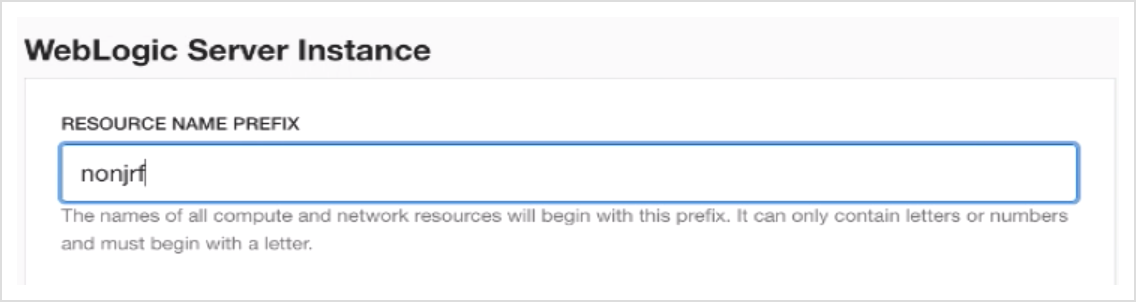 WebLogic Server Instance
RESOURCE NAME PREFIX
nonjrf
The names of all compute and network resources will begin with this prefix. It can only contain letters or numbers
and must begin with a letter.